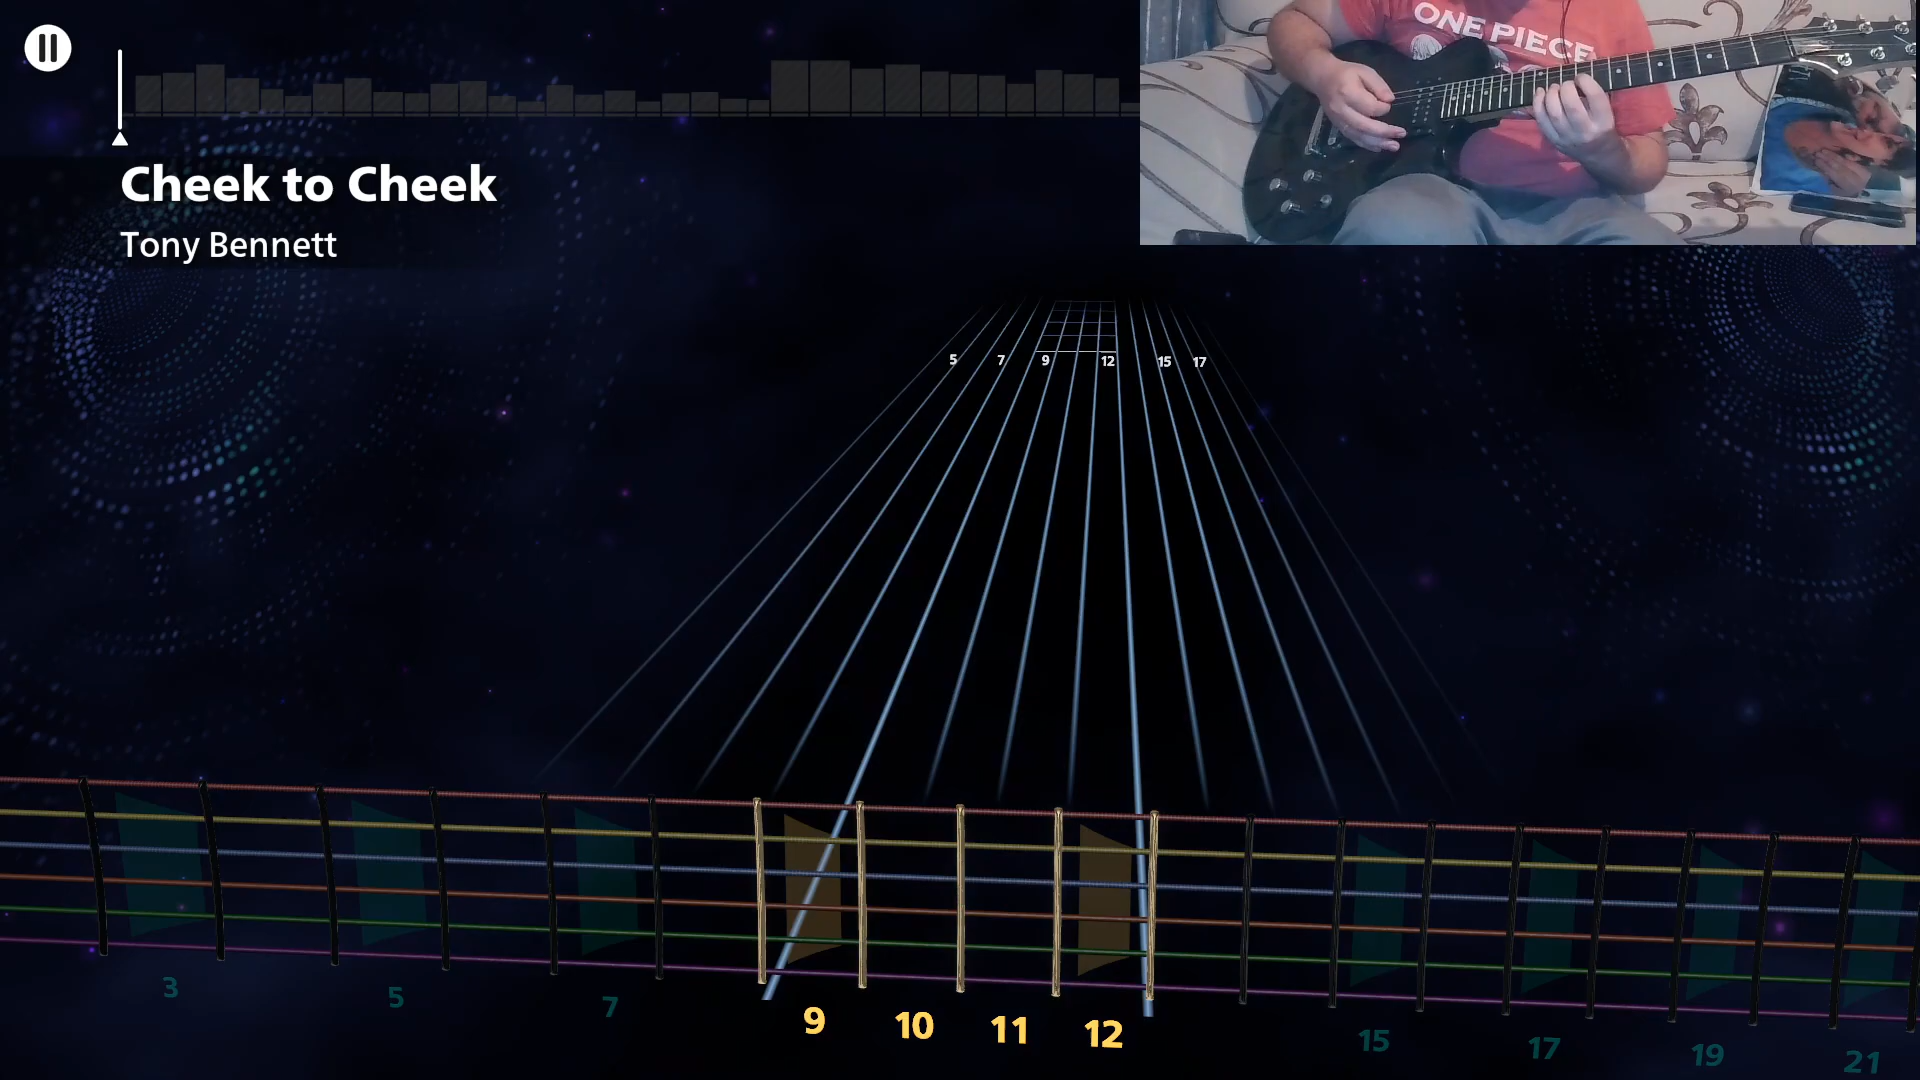 ONE PIECE
Cheek to Cheek
Tony Bennett
5 7 9 12 15 17
3 5 7 9 10 11 12 15 17 19 21